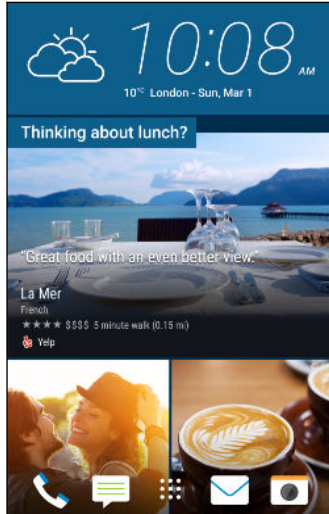 10:08 AM
10°C London - Sun, Mar 1
Thinking about lunch?
"Great food with an even better view."
La Mer
French
★★★★ $$$$ 5 minute walk (0.15 mi)
Yelp